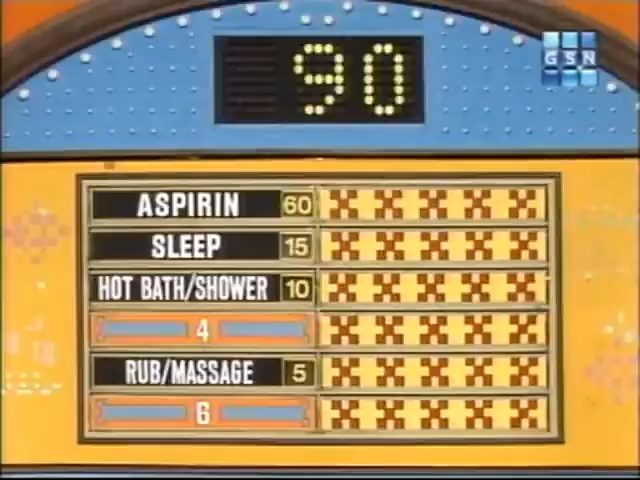 90
GSN
ASPIRIN 60
SLEEP 15
HOT BATH/SHOWER 10
4
RUB/MASSAGE 5
6